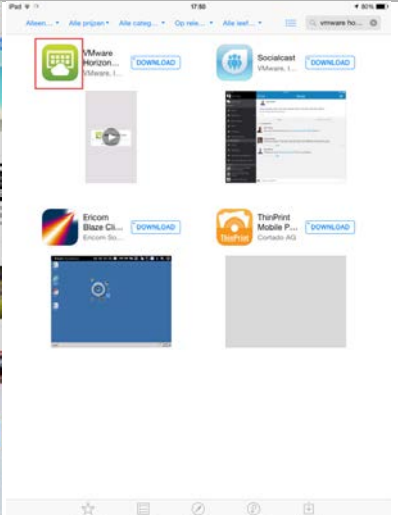 iPad 17:50 80%
Alleen... Alle prijzen Alle categ... Op rele... Alle leef... vmware ho...
VMware
Horizon...
VMware, I...
DOWNLOAD
Socialcast
VMware, I...
DOWNLOAD
Ericom
Blaze Cli...
Ericom So...
DOWNLOAD
ThinPrint
ThinPrint
Mobile P...
Cortado AG
DOWNLOAD